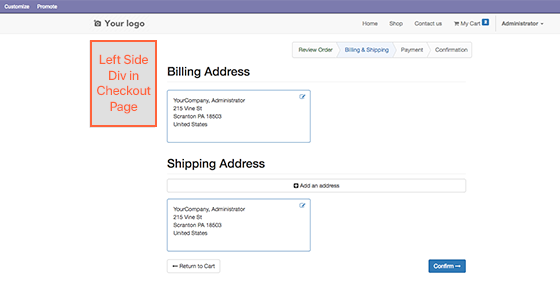 Customize Promote
Your logo
Home Shop Contact us My Cart 3 Administrator
Left Side
Div in
Checkout
Page
Review Order Billing & Shipping Payment Confirmation
Billing Address
YourCompany, Administrator
215 Vine St
Scranton PA 18503
United States
Shipping Address
Add an address
YourCompany, Administrator
215 Vine St
Scranton PA 18503
United States
Return to Cart
Confirm